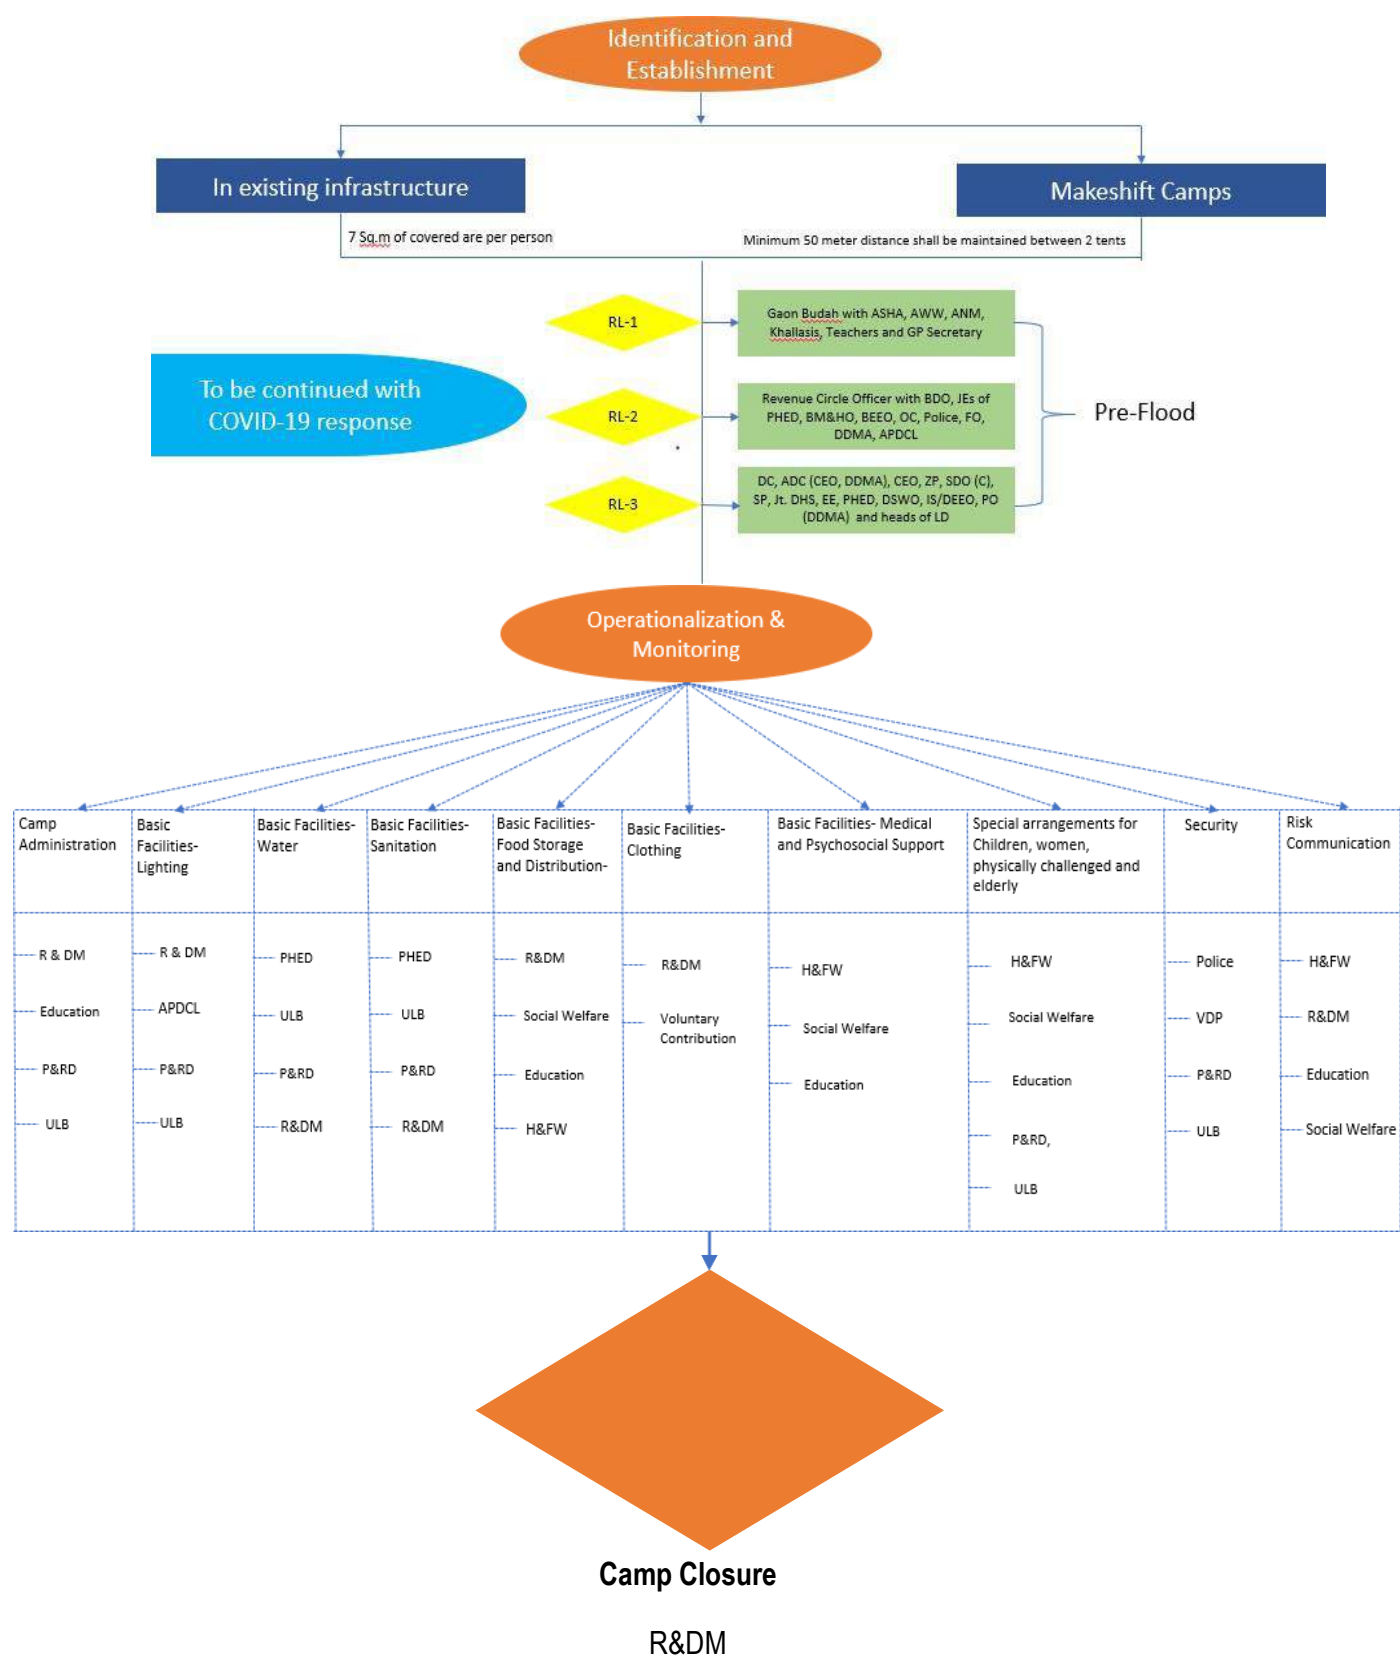 Identification and
Establishment
In existing infrastructure
Makeshift Camps
7 Sq.m of covered are per person
Minimum 50 meter distance shall be maintained between 2 tents
RL-1
Gaon Budah with ASHA, AWW, ANM,
Khallasis, Teachers and GP Secretary
To be continued with
COVID-19 response
RL-2
Revenue Circle Officer with BDO, JEs of
PHED, BM&HO, BEEO, OC, Police, FO,
DDMA, APDCL
Pre-Flood
RL-3
DC, ADC (CEO, DDMA), CEO, ZP, SDO (C),
SP, Jt. DHS, EE, PHED, DSWO, IS/DEEO, PO
(DDMA) and heads of LD
Operationalization &
Monitoring
Camp
Administration
R & DM
Education
P&RD
ULB
Basic
Facilities-
Lighting
R & DM
APDCL
P&RD
ULB
Basic Facilities-
Water
PHED
ULB
P&RD
R&DM
Basic Facilities-
Sanitation
PHED
ULB
P&RD
R&DM
Basic Facilities-
Food Storage
and Distribution-
R&DM
Social Welfare
Education
H&FW
Basic Facilities-
Clothing
R&DM
Voluntary
Contribution
Basic Facilities- Medical
and Psychosocial Support
H&FW
Social Welfare
Education
Special arrangements for
Children, women,
physically challenged and
elderly
H&FW
Social Welfare
Education
P&RD,
ULB
Security
Police
VDP
P&RD
ULB
Risk
Communication
H&FW
R&DM
Education
Social Welfare
Camp Closure
R&DM